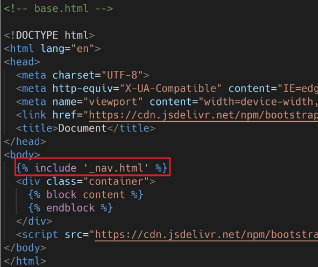 <!-- base.html -->
<!DOCTYPE html>
<html lang="en">
<head>
<meta charset="UTF-8">
<meta http-equiv="X-UA-Compatible" content="IE=edg
<meta name="viewport" content="width=device-width,
<link href="https://cdn.jsdelivr.net/npm/bootstrap
<title>Document</title>
</head>
<body>
{% include '_nav.html' %}
<div class="container">
{% block content %}
{% endblock %}
</div>
<script src="https://cdn.jsdelivr.net/npm/bootstra
</body>
</html>